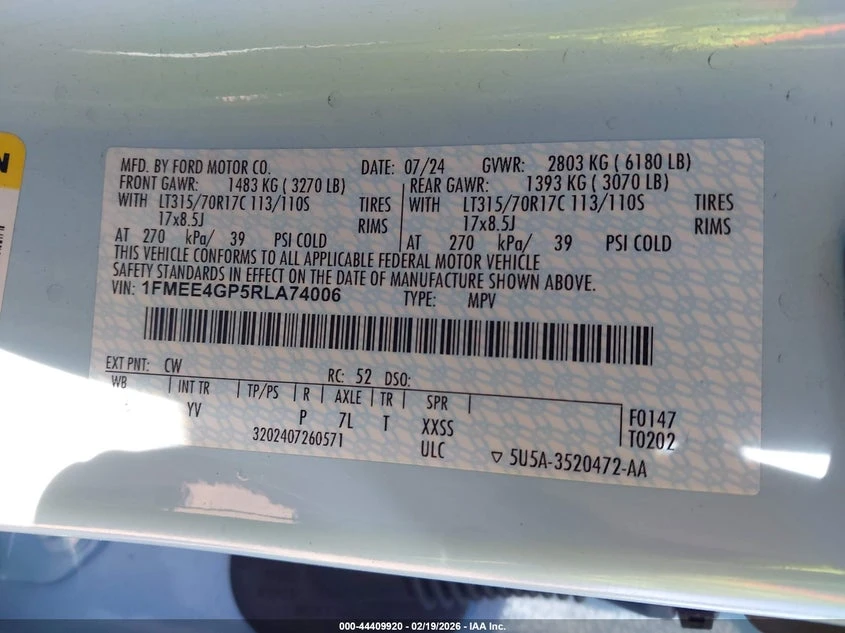 MFD. BY FORD MOTOR CO. DATE: 07/24 GVWR: 2803 KG ( 6180 LB)
FRONT GAWR: 1483 KG ( 3270 LB) REAR GAWR: 1393 KG ( 3070 LB)
WITH LT315/70R17C 113/110S TIRES WITH LT315/70R17C 113/110S TIRES
17x8.5J RIMS 17x8.5J RIMS
AT 270 kPa/ 39 PSI COLD AT 270 kPa/ 39 PSI COLD
THIS VEHICLE CONFORMS TO ALL APPLICABLE FEDERAL MOTOR VEHICLE
SAFETY STANDARDS IN EFFECT ON THE DATE OF MANUFACTURE SHOWN ABOVE.
VIN: 1FMEE4GP5RLA74006 TYPE: MPV
EXT PNT: CW RC: 52 DSO:
WB INT TR TP/PS R AXLE TR SPR
YV P 7L T XXSS F0147
3202407260571 ULC T0202
▽ 5U5A-3520472-AA
000-44409920 - 02/19/2026 - IAA Inc.